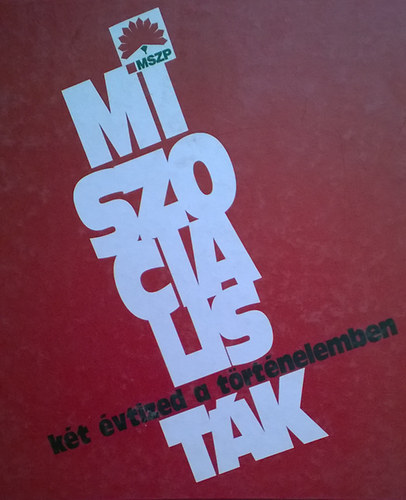 MSZP
MI
SZO
CIA
LIS
két évtized a történelemben
TÁK